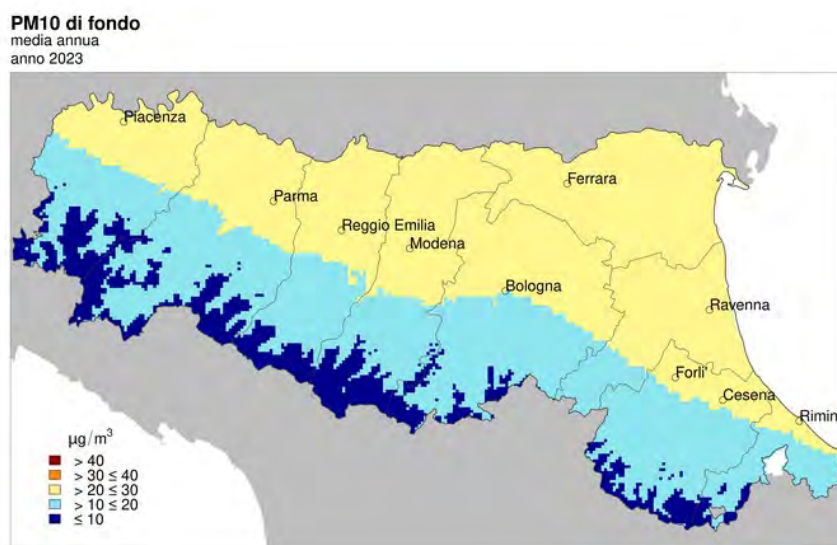 PM10 di fondo
media annua
anno 2023
Piacenza
Parma
Ferrara
Reggio Emilia
Modena
Bologna
Ravenna
Forli'
Cesena
Rimin
µg/m³
> 40
> 30 ≤ 40
> 20 ≤ 30
> 10 ≤ 20
≤ 10